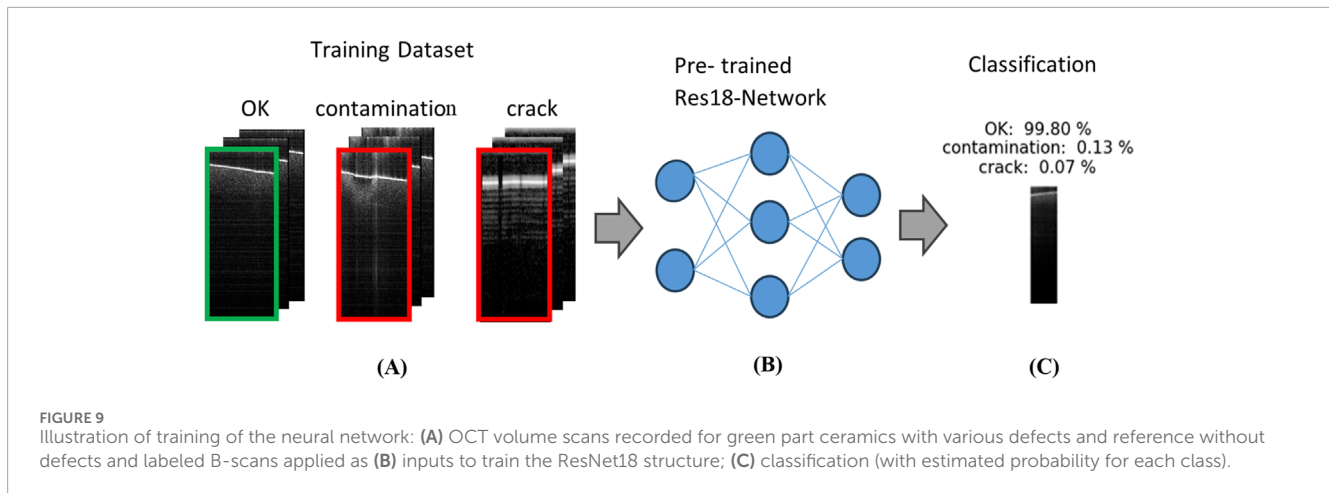 Training Dataset
OK contamination crack
Pre- trained
Res18-Network
Classification
OK: 99.80 %
contamination: 0.13 %
crack: 0.07 %
(A) (B) (C)
FIGURE 9
Illustration of training of the neural network: (A) OCT volume scans recorded for green part ceramics with various defects and reference without
defects and labeled B-scans applied as (B) inputs to train the ResNet18 structure; (C) classification (with estimated probability for each class).